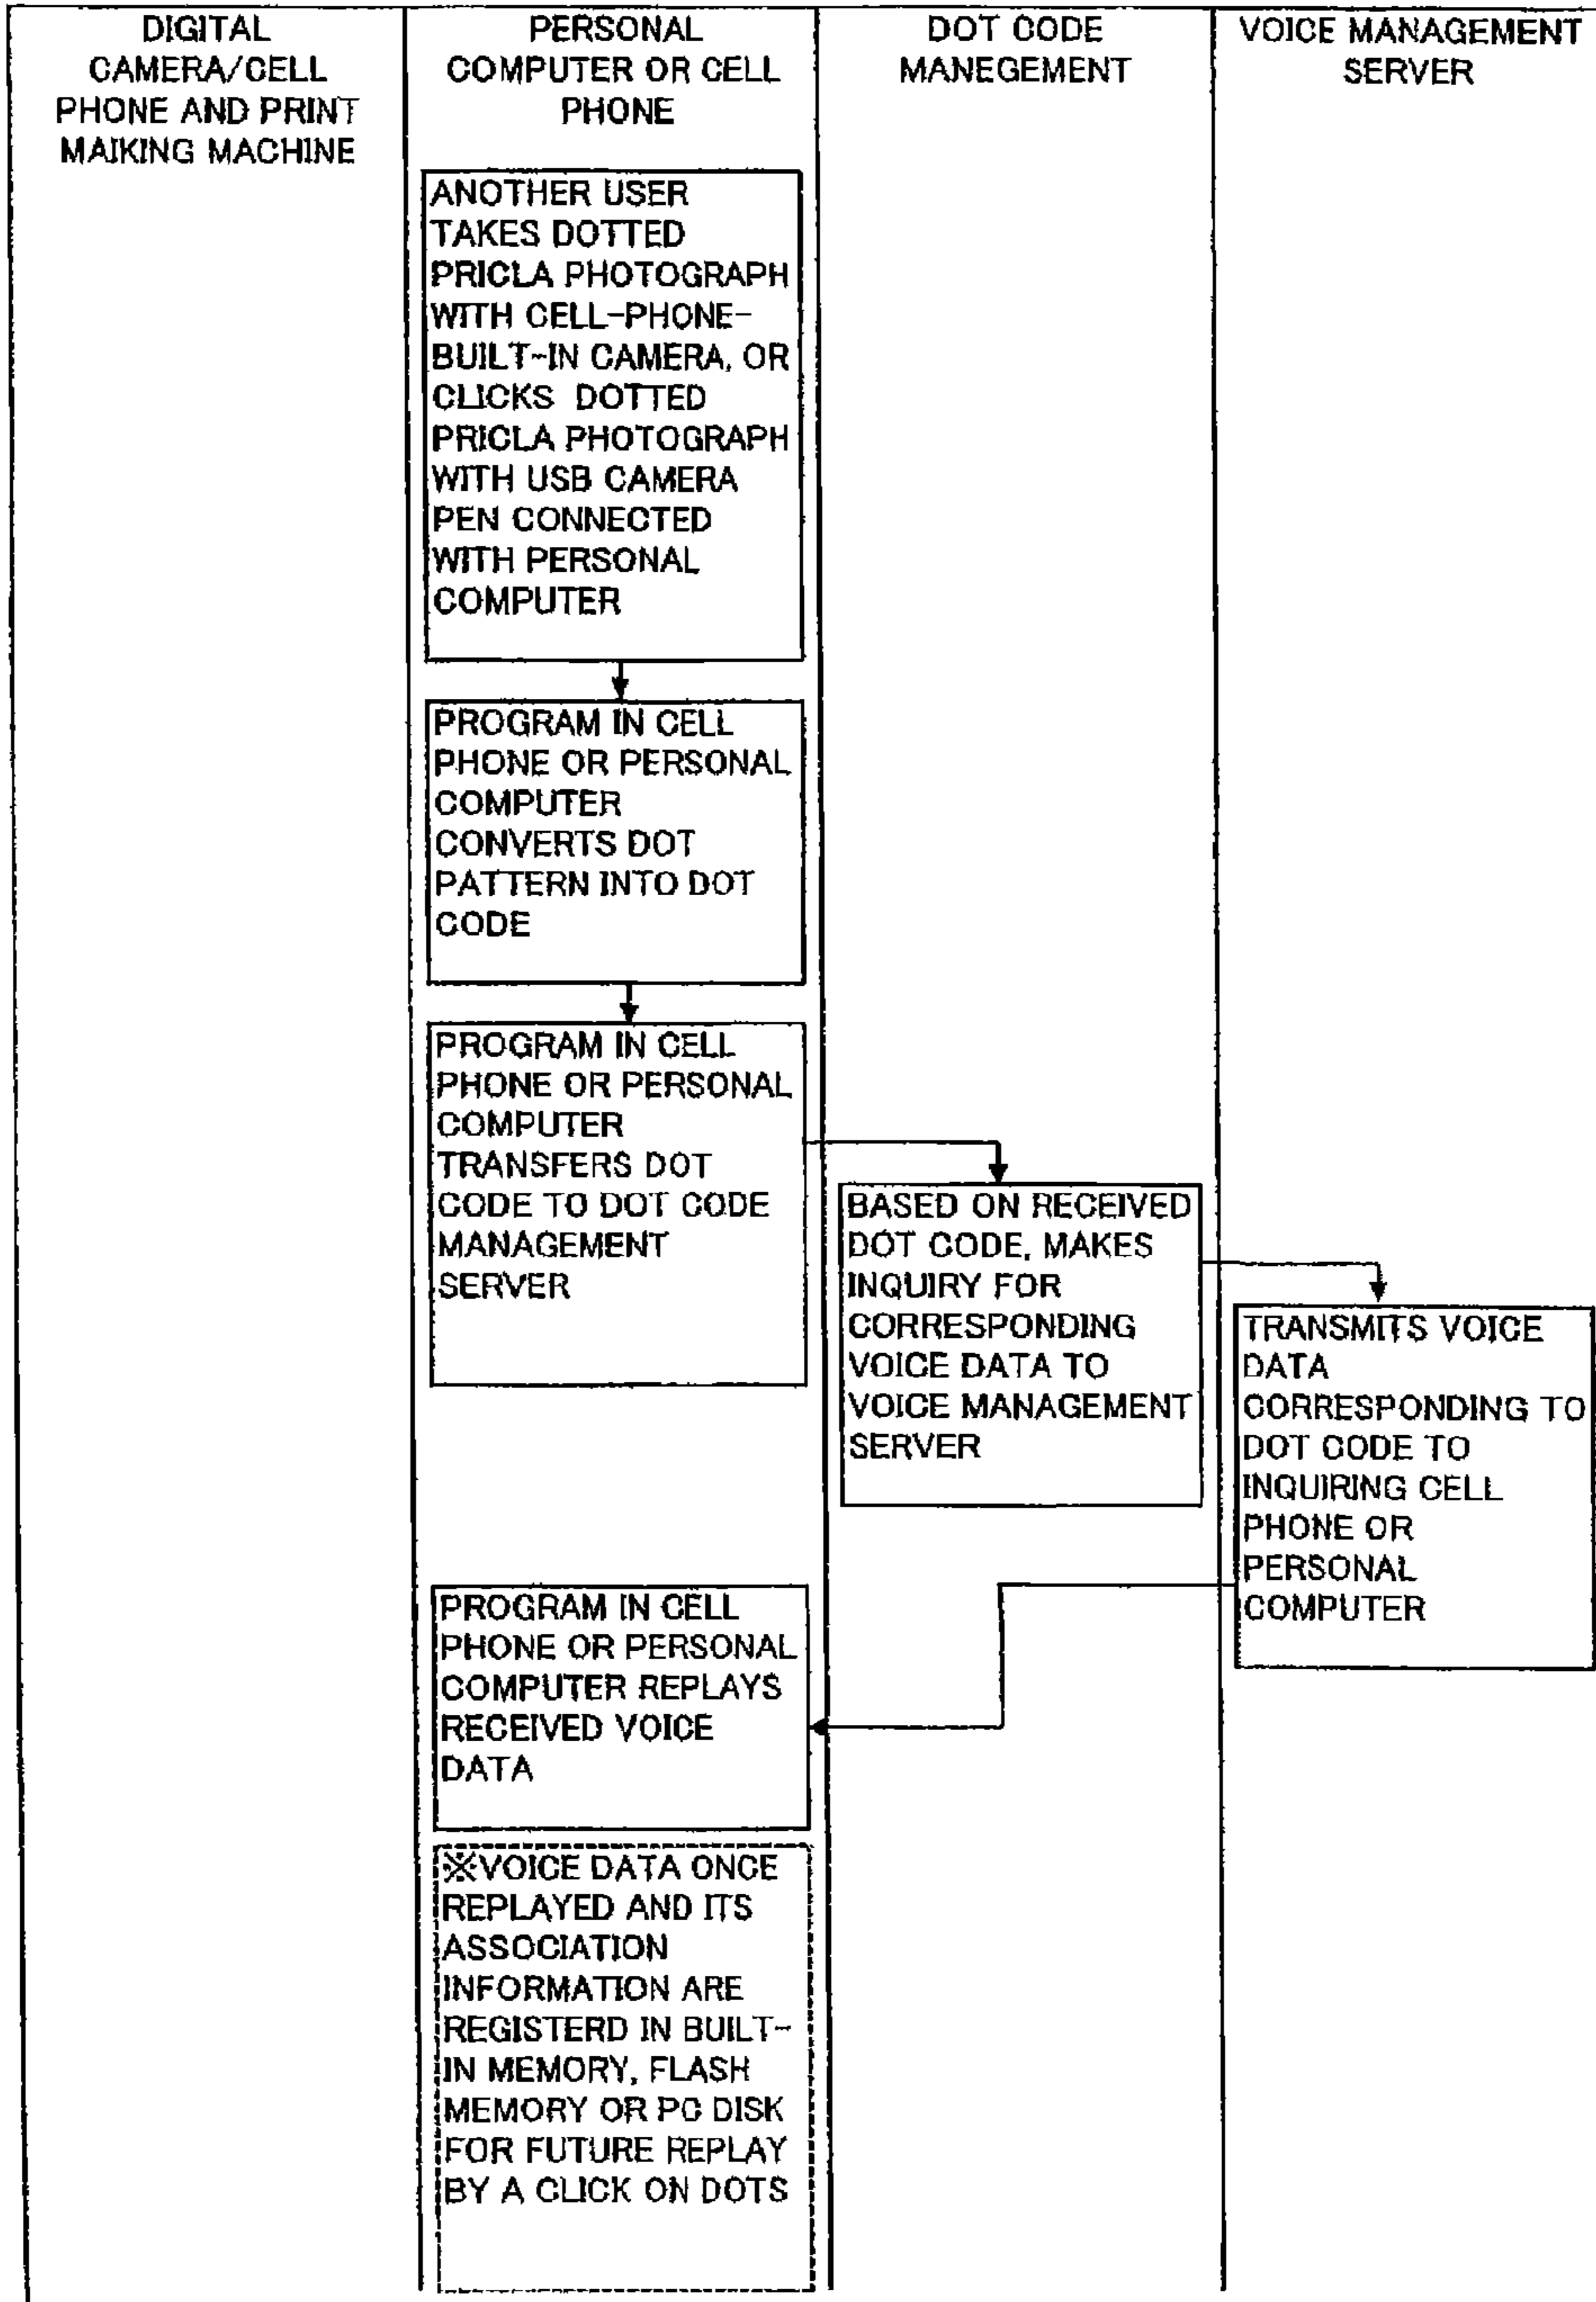 DIGITAL
CAMERA/CELL
PHONE AND PRINT
MAIKING MACHINE
PERSONAL
COMPUTER OR CELL
PHONE
DOT CODE
MANEGEMENT
VOICE MANAGEMENT
SERVER
ANOTHER USER
TAKES DOTTED
PRICLA PHOTOGRAPH
WITH CELL-PHONE-
BUILT-IN CAMERA, OR
CLICKS DOTTED
PRICLA PHOTOGRAPH
WITH USB CAMERA
PEN CONNECTED
WITH PERSONAL
COMPUTER
PROGRAM IN CELL
PHONE OR PERSONAL
COMPUTER
CONVERTS DOT
PATTERN INTO DOT
CODE
PROGRAM IN CELL
PHONE OR PERSONAL
COMPUTER
TRANSFERS DOT
CODE TO DOT CODE
MANAGEMENT
SERVER
BASED ON RECEIVED
DOT CODE, MAKES
INQUIRY FOR
CORRESPONDING
VOICE DATA TO
VOICE MANAGEMENT
SERVER
TRANSMITS VOICE
DATA
CORRESPONDING TO
DOT CODE TO
INQUIRING CELL
PHONE OR
PERSONAL
COMPUTER
PROGRAM IN CELL
PHONE OR PERSONAL
COMPUTER REPLAYS
RECEIVED VOICE
DATA
※VOICE DATA ONCE
REPLAYED AND ITS
ASSOCIATION
INFORMATION ARE
REGISTERD IN BUILT-
IN MEMORY, FLASH
MEMORY OR PC DISK
FOR FUTURE REPLAY
BY A CLICK ON DOTS